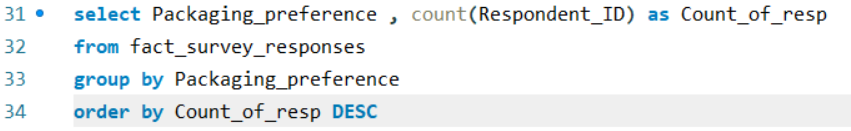 31 select Packaging_preference , count(Respondent_ID) as Count_of_resp
32 from fact_survey_responses
33 group by Packaging_preference
34 order by Count_of_resp DESC